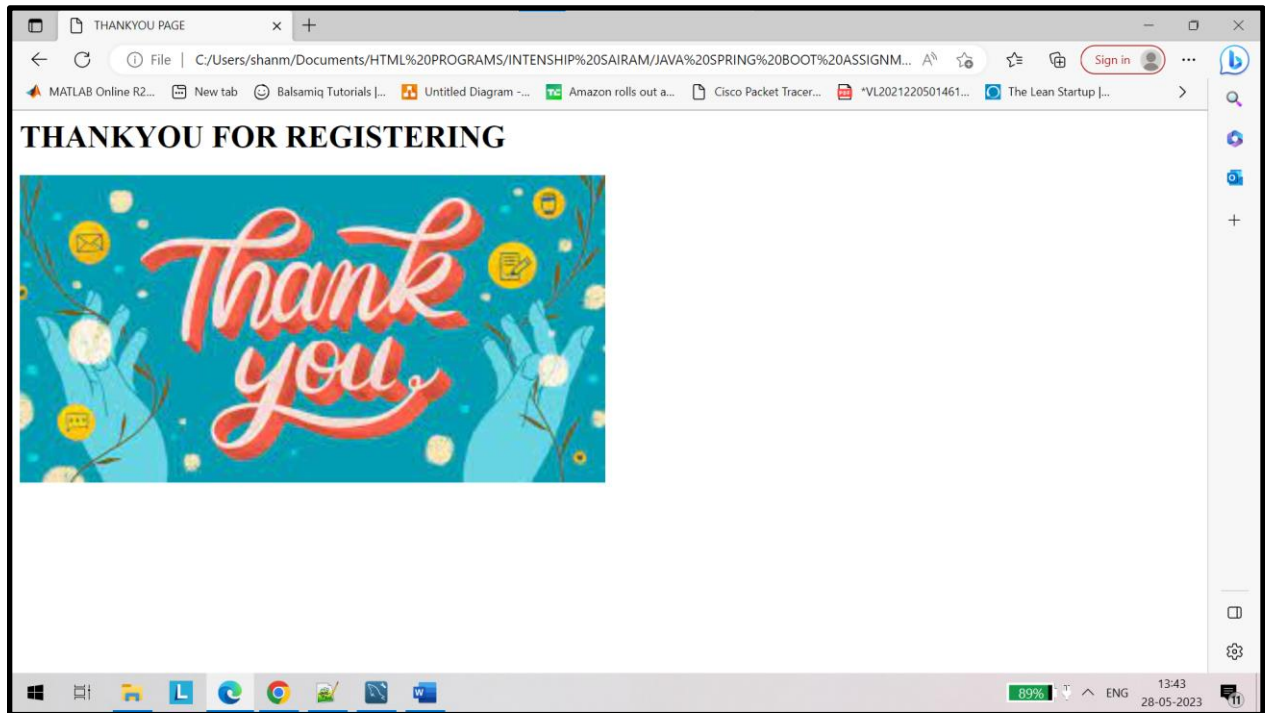 THANKYOU PAGE
File | C:/Users/shanm/Documents/HTML%20PROGRAMS/INTENSHIP%20SAIRAM/JAVA%20SPRING%20BOOT%20ASSIGNM...
Sign in
MATLAB Online R2... New tab Balsamiq Tutorials |... Untitled Diagram -... TC Amazon rolls out a... Cisco Packet Tracer... PDF *VL2021220501461... The Lean Startup |...
THANKYOU FOR REGISTERING
Thank
you
89% ENG 13:43
28-05-2023
11